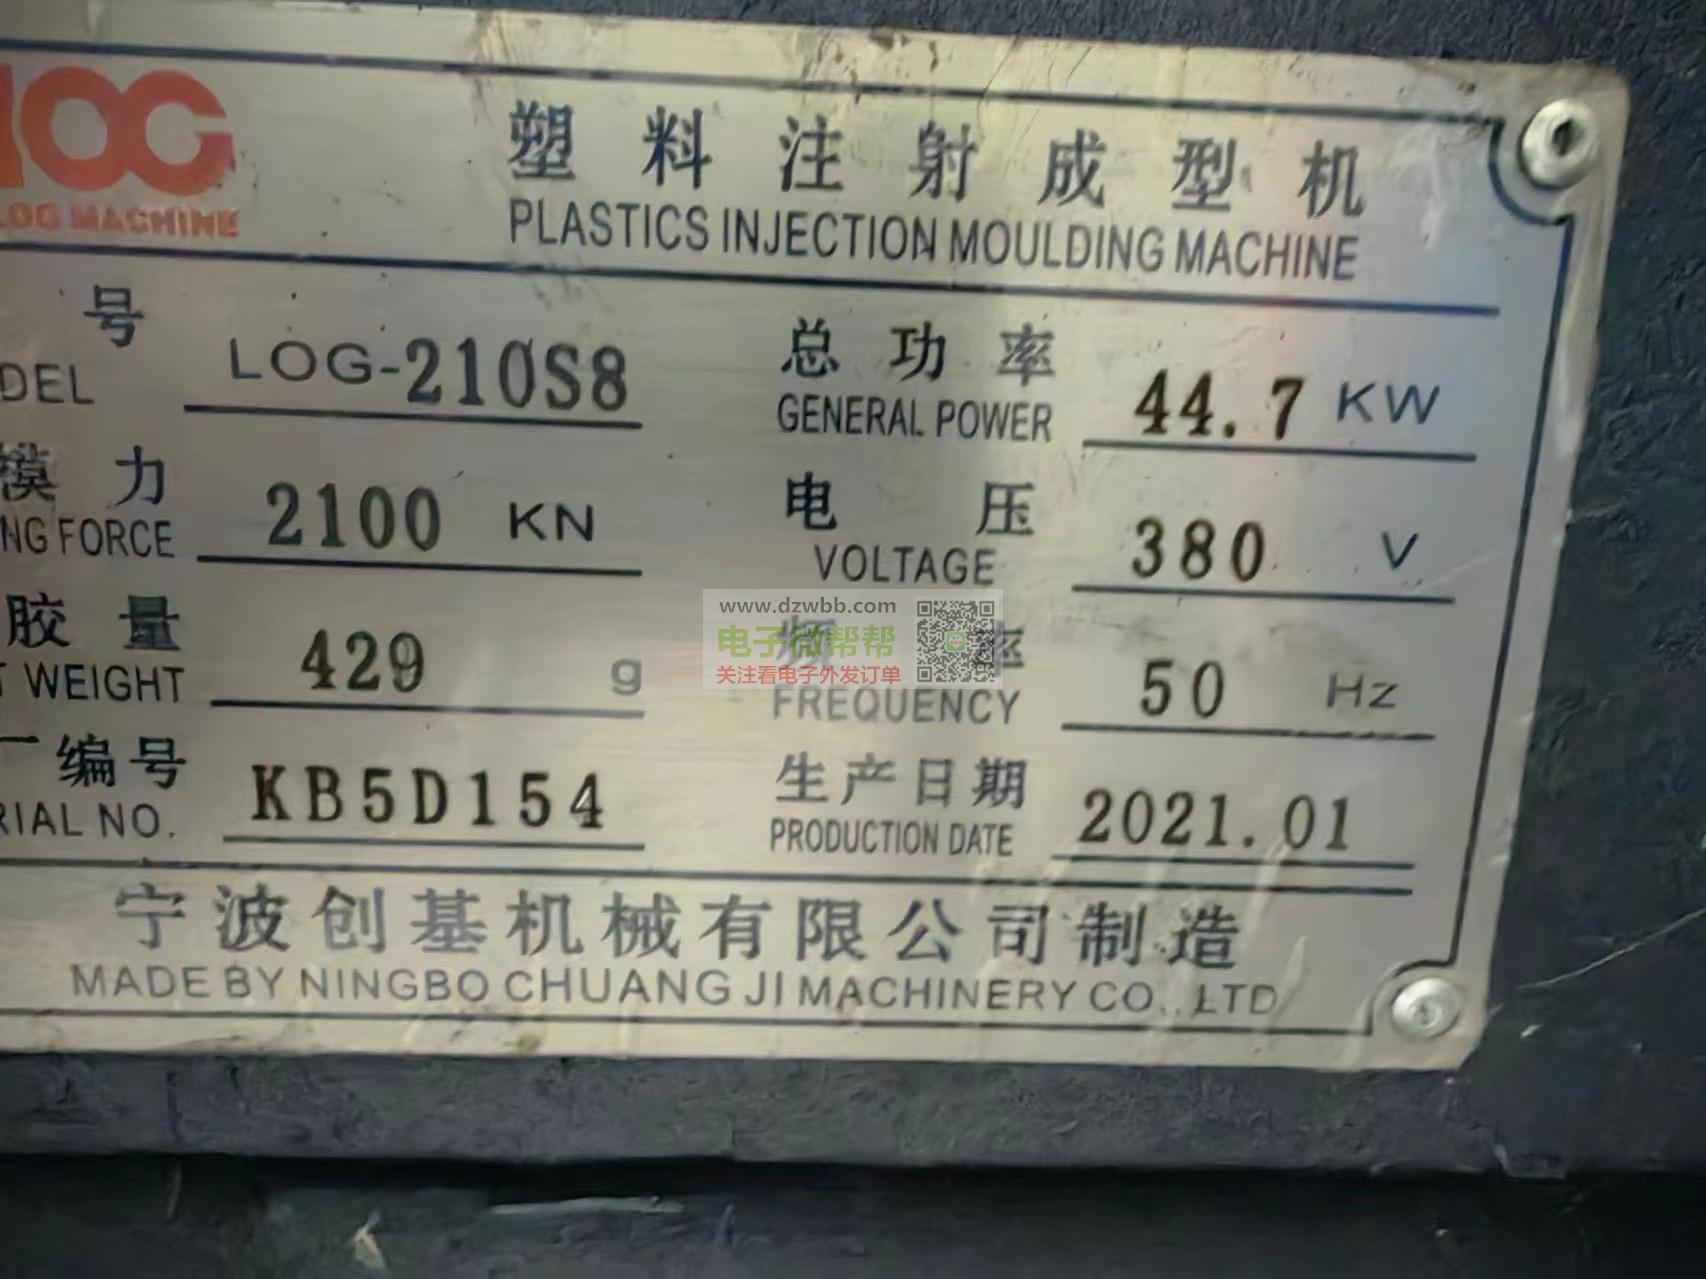 LOG MACHINE
塑料注射成型机
PLASTICS INJECTION MOULDING MACHINE
号 LOG-210S8 总功率 44.7 KW
DEL GENERAL POWER
模力 2100 KN 电压 380 V
NG FORCE VOLTAGE
www.dzwbb.com
电子微帮帮
关注看电子外发订单
胶量 429 g 频率 50 Hz
T WEIGHT FREQUENCY
编号 KB5D154 生产日期 2021.01
RIAL NO. PRODUCTION DATE
宁波创基机械有限公司制造
MADE BY NINGBO CHUANG JI MACHINERY CO., LTD